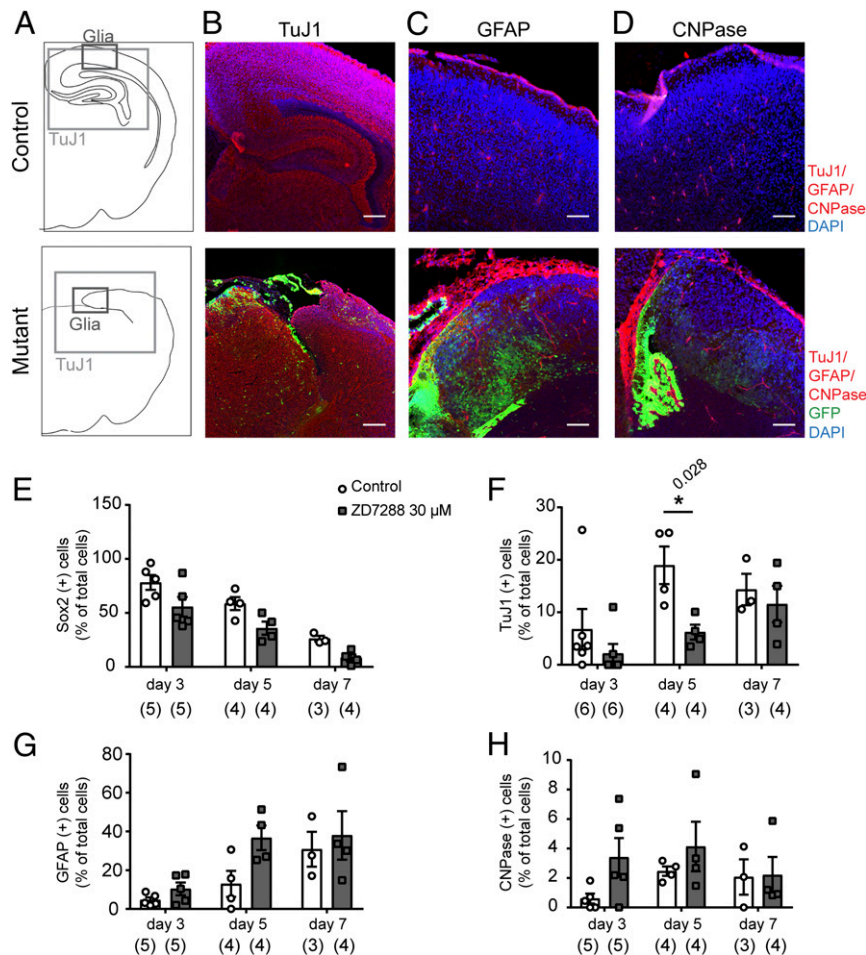 A
B
C
D
TuJ1
GFAP
CNPase
Control
Glia
TuJ1
TuJ1/
GFAP/
CNPase
DAPI
Mutant
Glia
TuJ1
TuJ1/
GFAP/
CNPase
GFP
DAPI
E
Sox2 (+) cells
(% of total cells)
100
50
0
Control
ZD7288 30 µM
day 3
day 5
day 7
(5) (5)
(4) (4)
(3) (4)
F
TuJ1 (+) cells
(% of total cells)
30
20
10
0
0.028
*
day 3
day 5
day 7
(6) (6)
(4) (4)
(3) (4)
G
GFAP (+) cells
(% of total cells)
80
60
40
20
0
day 3
day 5
day 7
(5) (5)
(4) (4)
(3) (4)
H
CNPase (+) cells
(% of total cells)
10
8
6
4
2
0
day 3
day 5
day 7
(5) (5)
(4) (4)
(3) (4)